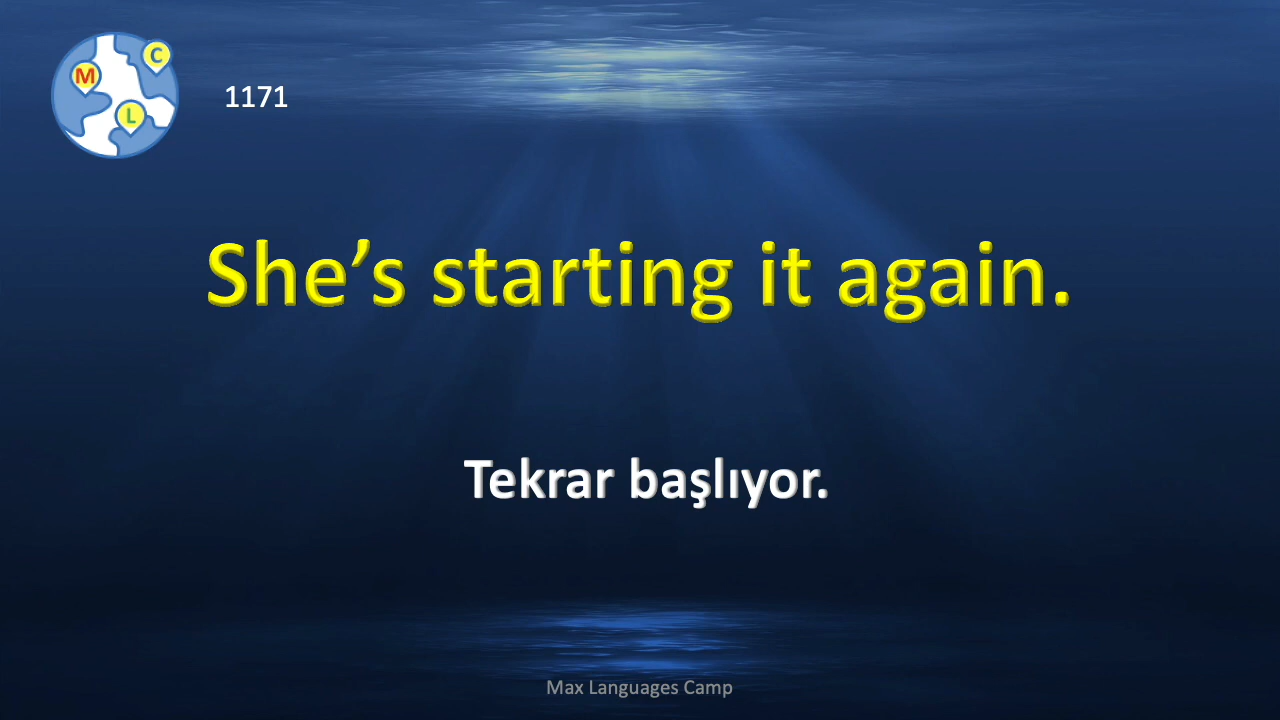 M
C
L
1171
She’s starting it again.
Tekrar başlıyor.
Max Languages Camp